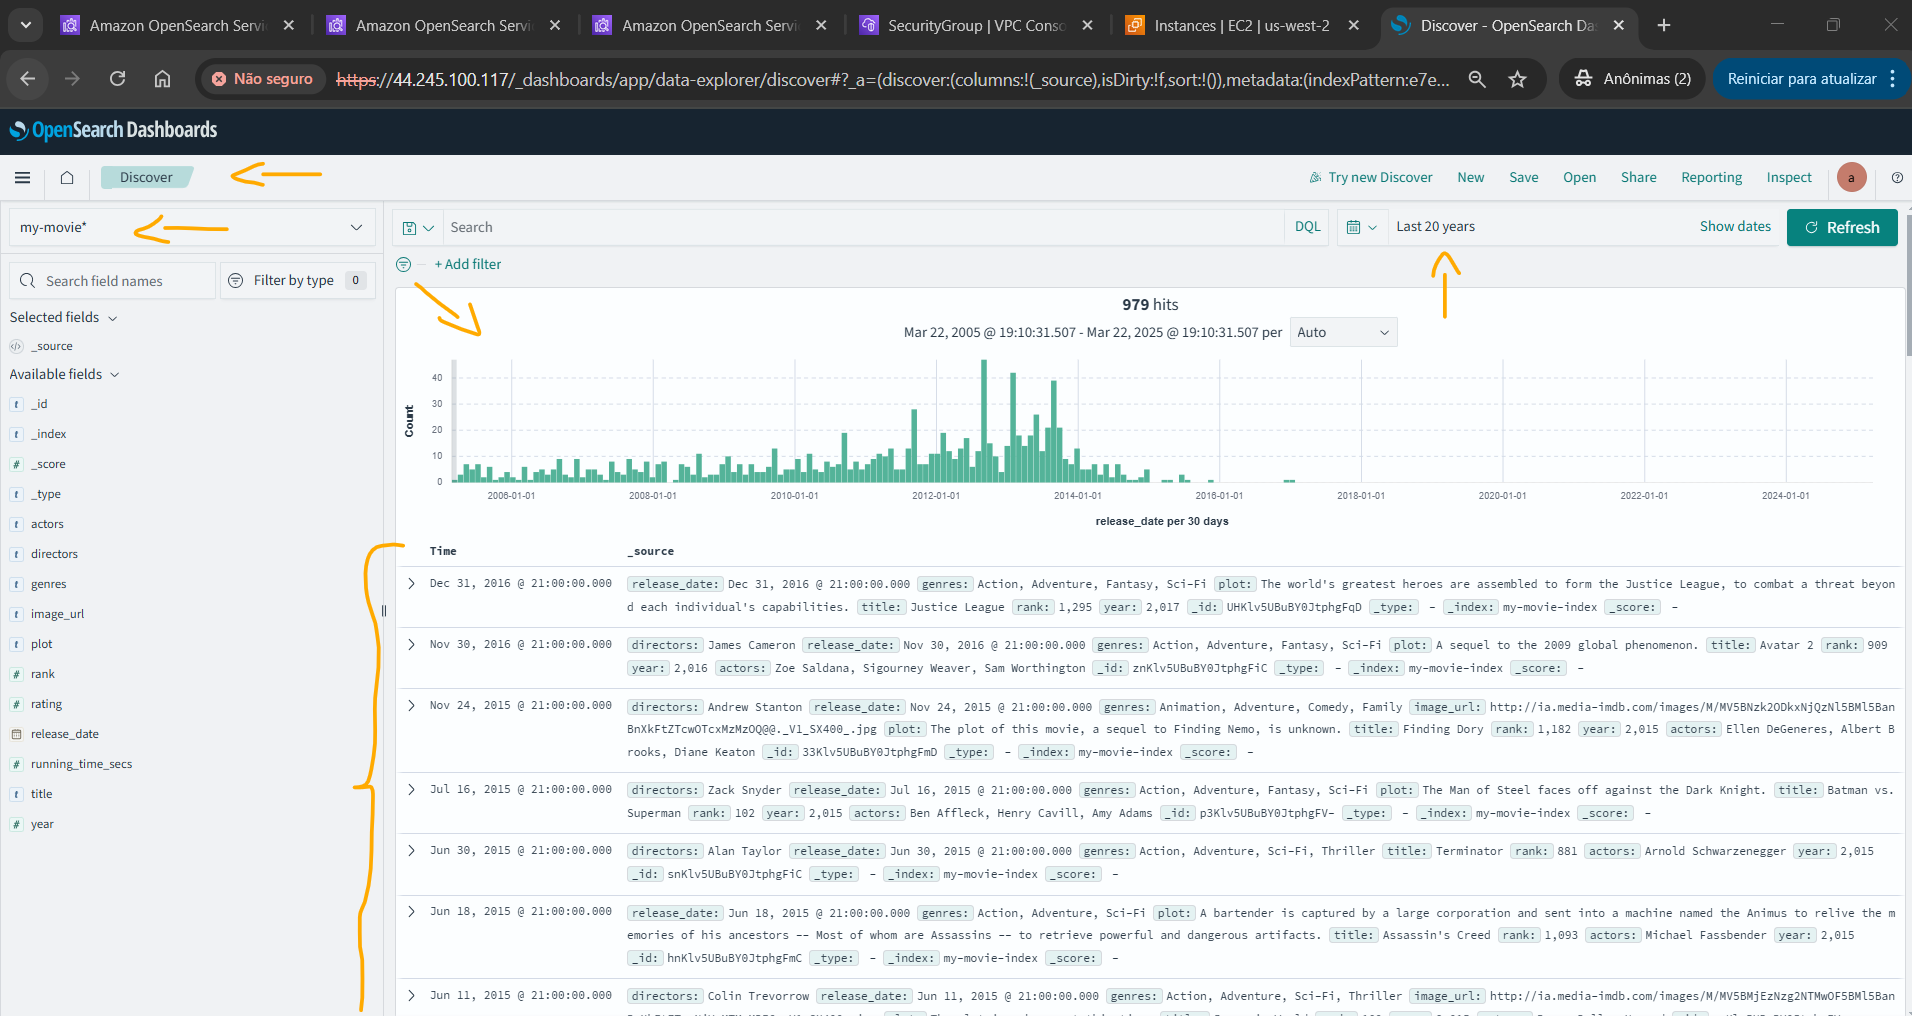 Amazon OpenSearch Servi
Amazon OpenSearch Servi
Amazon OpenSearch Servi
SecurityGroup | VPC Conso
Instances | EC2 | us-west-2
Discover - OpenSearch Das
Não seguro
https://44.245.100.117/_dashboards/app/data-explorer/discover#?_a=(discover:(columns:!(_source),isDirty:!f,sort:!()),metadata:(indexPattern:e7e...
Anônimas (2)
Reiniciar para atualizar
OpenSearch Dashboards
Discover
Try new Discover
New
Save
Open
Share
Reporting
Inspect
a
my-movie*
Search
DQL
Last 20 years
Show dates
Refresh
+ Add filter
Search field names
Filter by type 0
Selected fields
_source
Available fields
t _id
t _index
# _score
t _type
t actors
t directors
t genres
t image_url
t plot
# rank
# rating
release_date
# running_time_secs
t title
# year
979 hits
Mar 22, 2005 @ 19:10:31.507 - Mar 22, 2025 @ 19:10:31.507 per Auto
Count
40
30
20
10
0
2006-01-01 2008-01-01 2010-01-01 2012-01-01 2014-01-01 2016-01-01 2018-01-01 2020-01-01 2022-01-01 2024-01-01
release_date per 30 days
Time _source
Dec 31, 2016 @ 21:00:00.000 release_date: Dec 31, 2016 @ 21:00:00.000 genres: Action, Adventure, Fantasy, Sci-Fi plot: The world's greatest heroes are assembled to form the Justice League, to combat a threat beyon
d each individual's capabilities. title: Justice League rank: 1,295 year: 2,017 _id: UHKlv5UBuBY0JtphgFqD _type: - _index: my-movie-index _score: -
Nov 30, 2016 @ 21:00:00.000 directors: James Cameron release_date: Nov 30, 2016 @ 21:00:00.000 genres: Action, Adventure, Fantasy, Sci-Fi plot: A sequel to the 2009 global phenomenon. title: Avatar 2 rank: 909
year: 2,016 actors: Zoe Saldana, Sigourney Weaver, Sam Worthington _id: znKlv5UBuBY0JtphgFiC _type: - _index: my-movie-index _score: -
Nov 24, 2015 @ 21:00:00.000 directors: Andrew Stanton release_date: Nov 24, 2015 @ 21:00:00.000 genres: Animation, Adventure, Comedy, Family image_url: http://ia.media-imdb.com/images/M/MV5BNzk2ODkxNjQzNl5BMl5Ban
BnXkFtZTcwOTcxMzMzOQ@@._V1_SX400_.jpg plot: The plot of this movie, a sequel to Finding Nemo, is unknown. title: Finding Dory rank: 1,182 year: 2,015 actors: Ellen DeGeneres, Albert B
rooks, Diane Keaton _id: 33Klv5UBuBY0JtphgFmD _type: - _index: my-movie-index _score: -
Jul 16, 2015 @ 21:00:00.000 directors: Zack Snyder release_date: Jul 16, 2015 @ 21:00:00.000 genres: Action, Adventure, Fantasy, Sci-Fi plot: The Man of Steel faces off against the Dark Knight. title: Batman vs.
Superman rank: 102 year: 2,015 actors: Ben Affleck, Henry Cavill, Amy Adams _id: p3Klv5UBuBY0JtphgFV- _type: - _index: my-movie-index _score: -
Jun 30, 2015 @ 21:00:00.000 directors: Alan Taylor release_date: Jun 30, 2015 @ 21:00:00.000 genres: Action, Adventure, Sci-Fi, Thriller title: Terminator rank: 881 actors: Arnold Schwarzenegger year: 2,015
_id: snKlv5UBuBY0JtphgFiC _type: - _index: my-movie-index _score: -
Jun 18, 2015 @ 21:00:00.000 release_date: Jun 18, 2015 @ 21:00:00.000 genres: Action, Adventure, Sci-Fi plot: A bartender is captured by a large corporation and sent into a machine named the Animus to relive the m
emories of his ancestors -- Most of whom are Assassins -- to retrieve powerful and dangerous artifacts. title: Assassin's Creed rank: 1,093 actors: Michael Fassbender year: 2,015
_id: hnKlv5UBuBY0JtphgFmC _type: - _index: my-movie-index _score: -
Jun 11, 2015 @ 21:00:00.000 directors: Colin Trevorrow release_date: Jun 11, 2015 @ 21:00:00.000 genres: Action, Adventure, Sci-Fi, Thriller image_url: http://ia.media-imdb.com/images/M/MV5BMjEzNzg2NTMwOF5BMl5Ban